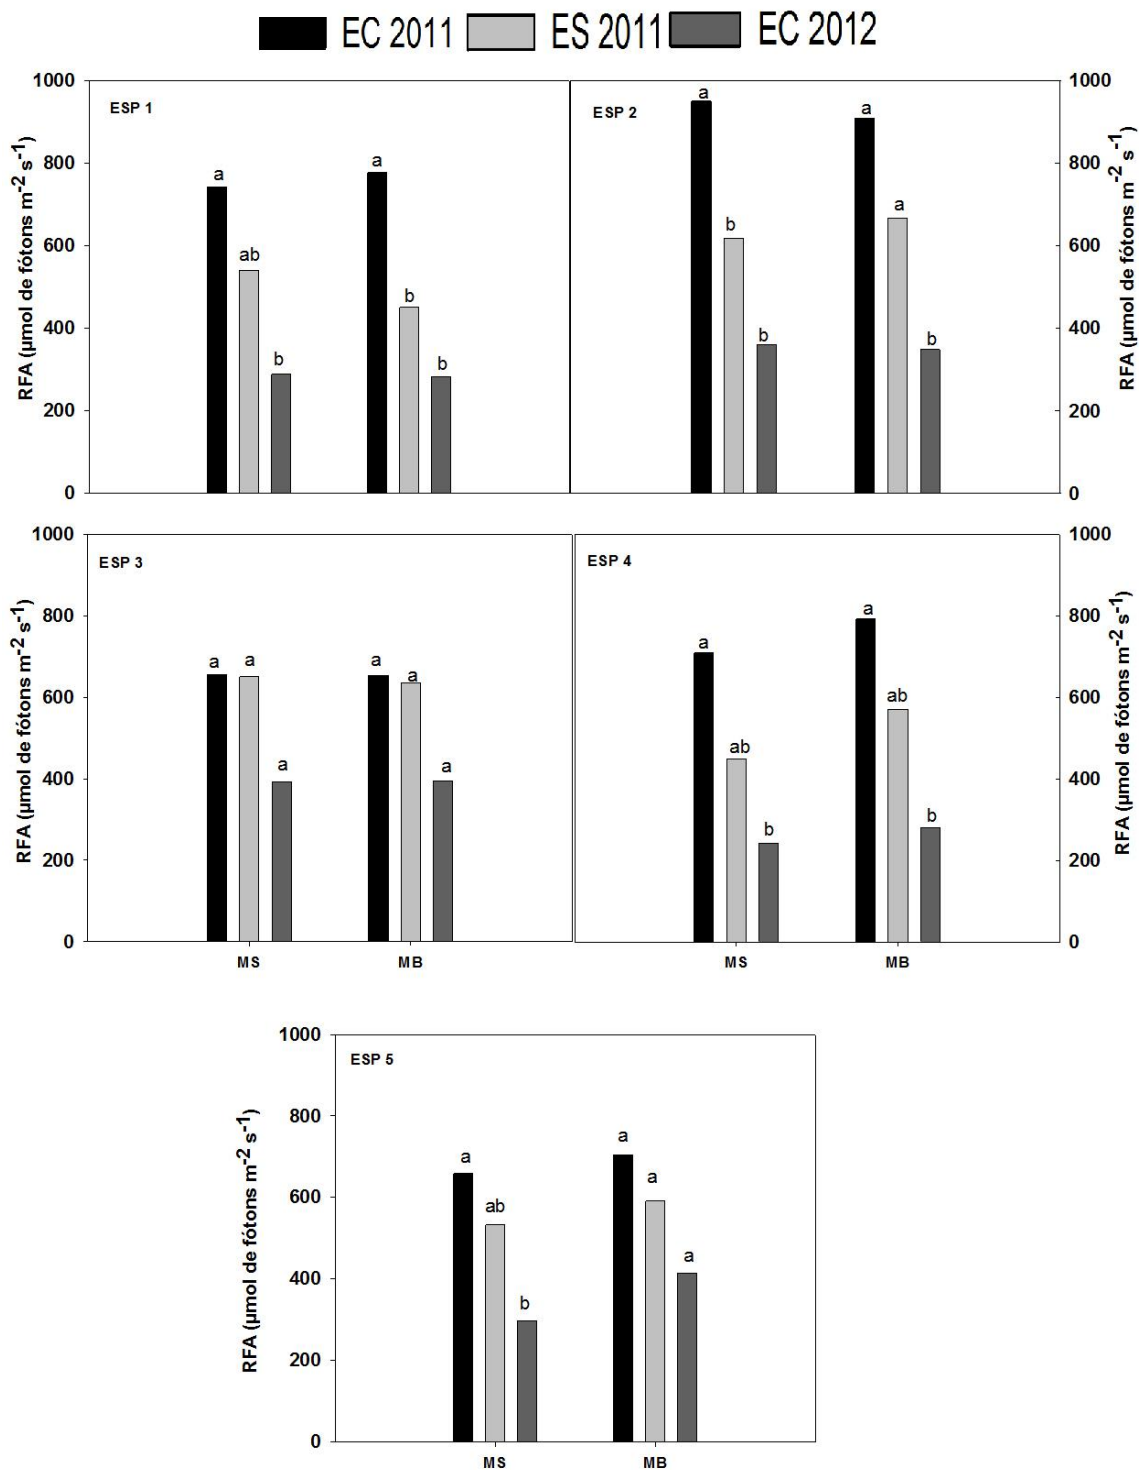 EC 2011 ES 2011 EC 2012
ESP 1
RFA (µmol de fótons m-2 s-1)
1000
800
600
400
200
0
a
ab
b
a
b
b
ESP 2
a
b
b
a
a
b
1000
800
600
400
200
0
RFA (µmol de fótons m-2 s-1)
ESP 3
RFA (µmol de fótons m-2 s-1)
1000
800
600
400
200
0
a
a
a
a
a
a
MS MB
ESP 4
a
ab
b
a
ab
b
MS MB
1000
800
600
400
200
0
RFA (µmol de fótons m-2 s-1)
ESP 5
RFA (µmol de fótons m-2 s-1)
1000
800
600
400
200
0
a
ab
b
a
a
a
MS MB